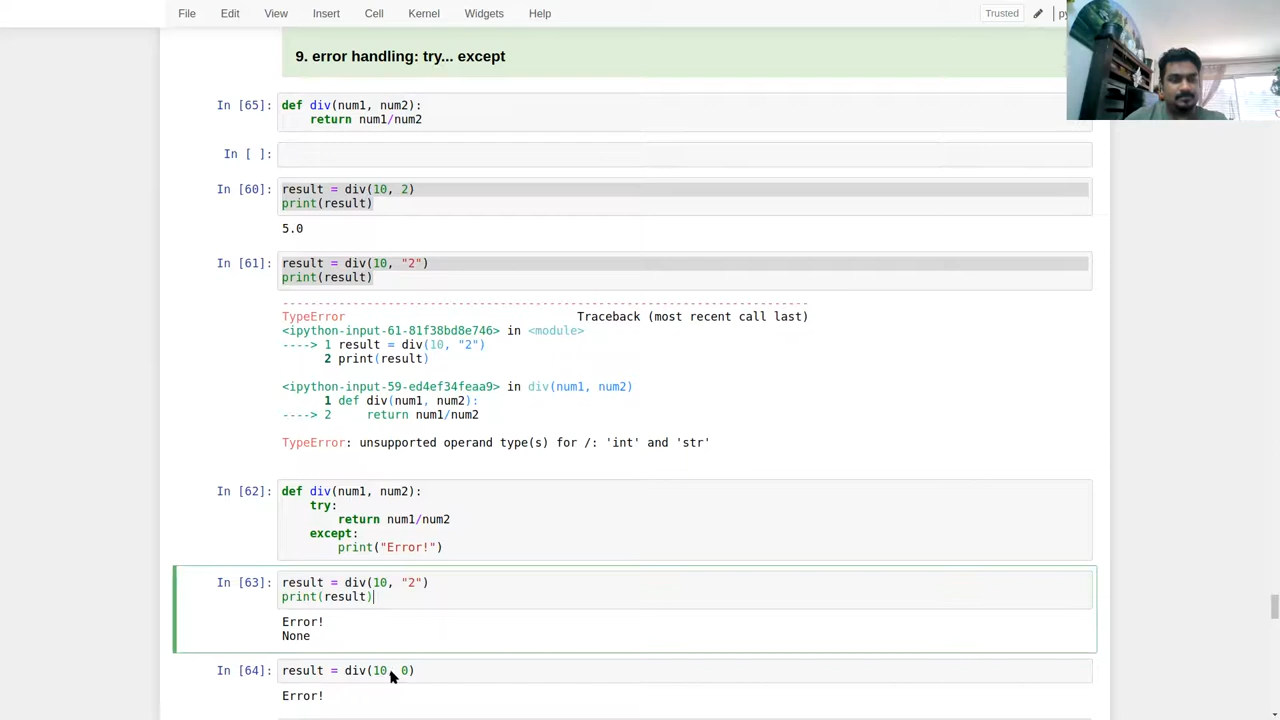 File Edit View Insert Cell Kernel Widgets Help Trusted
9. error handling: try... except
In [65]: def div(num1, num2):
return num1/num2
In [ ]:
In [60]: result = div(10, 2)
print(result)
5.0
In [61]: result = div(10, "2")
print(result)
---------------------------------------------------------------------------
TypeError Traceback (most recent call last)
<ipython-input-61-81f38bd8e746> in <module>
----> 1 result = div(10, "2")
2 print(result)
<ipython-input-59-ed4ef34feaa9> in div(num1, num2)
1 def div(num1, num2):
----> 2 return num1/num2
TypeError: unsupported operand type(s) for /: 'int' and 'str'
In [62]: def div(num1, num2):
try:
return num1/num2
except:
print("Error!")
In [63]: result = div(10, "2")
print(result)
Error!
None
In [64]: result = div(10, 0)
Error!